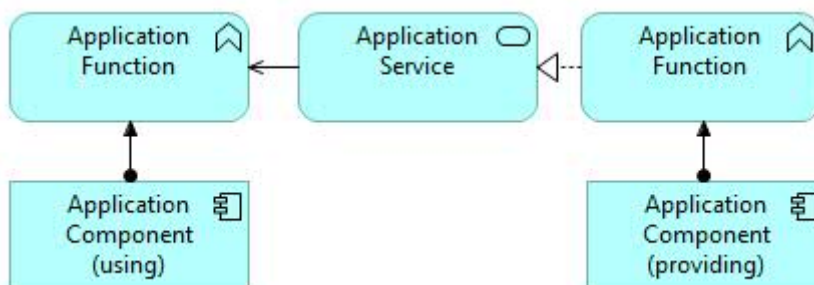 Application
Function
Application
Service
Application
Function
Application
Component
(using)
Application
Component
(providing)